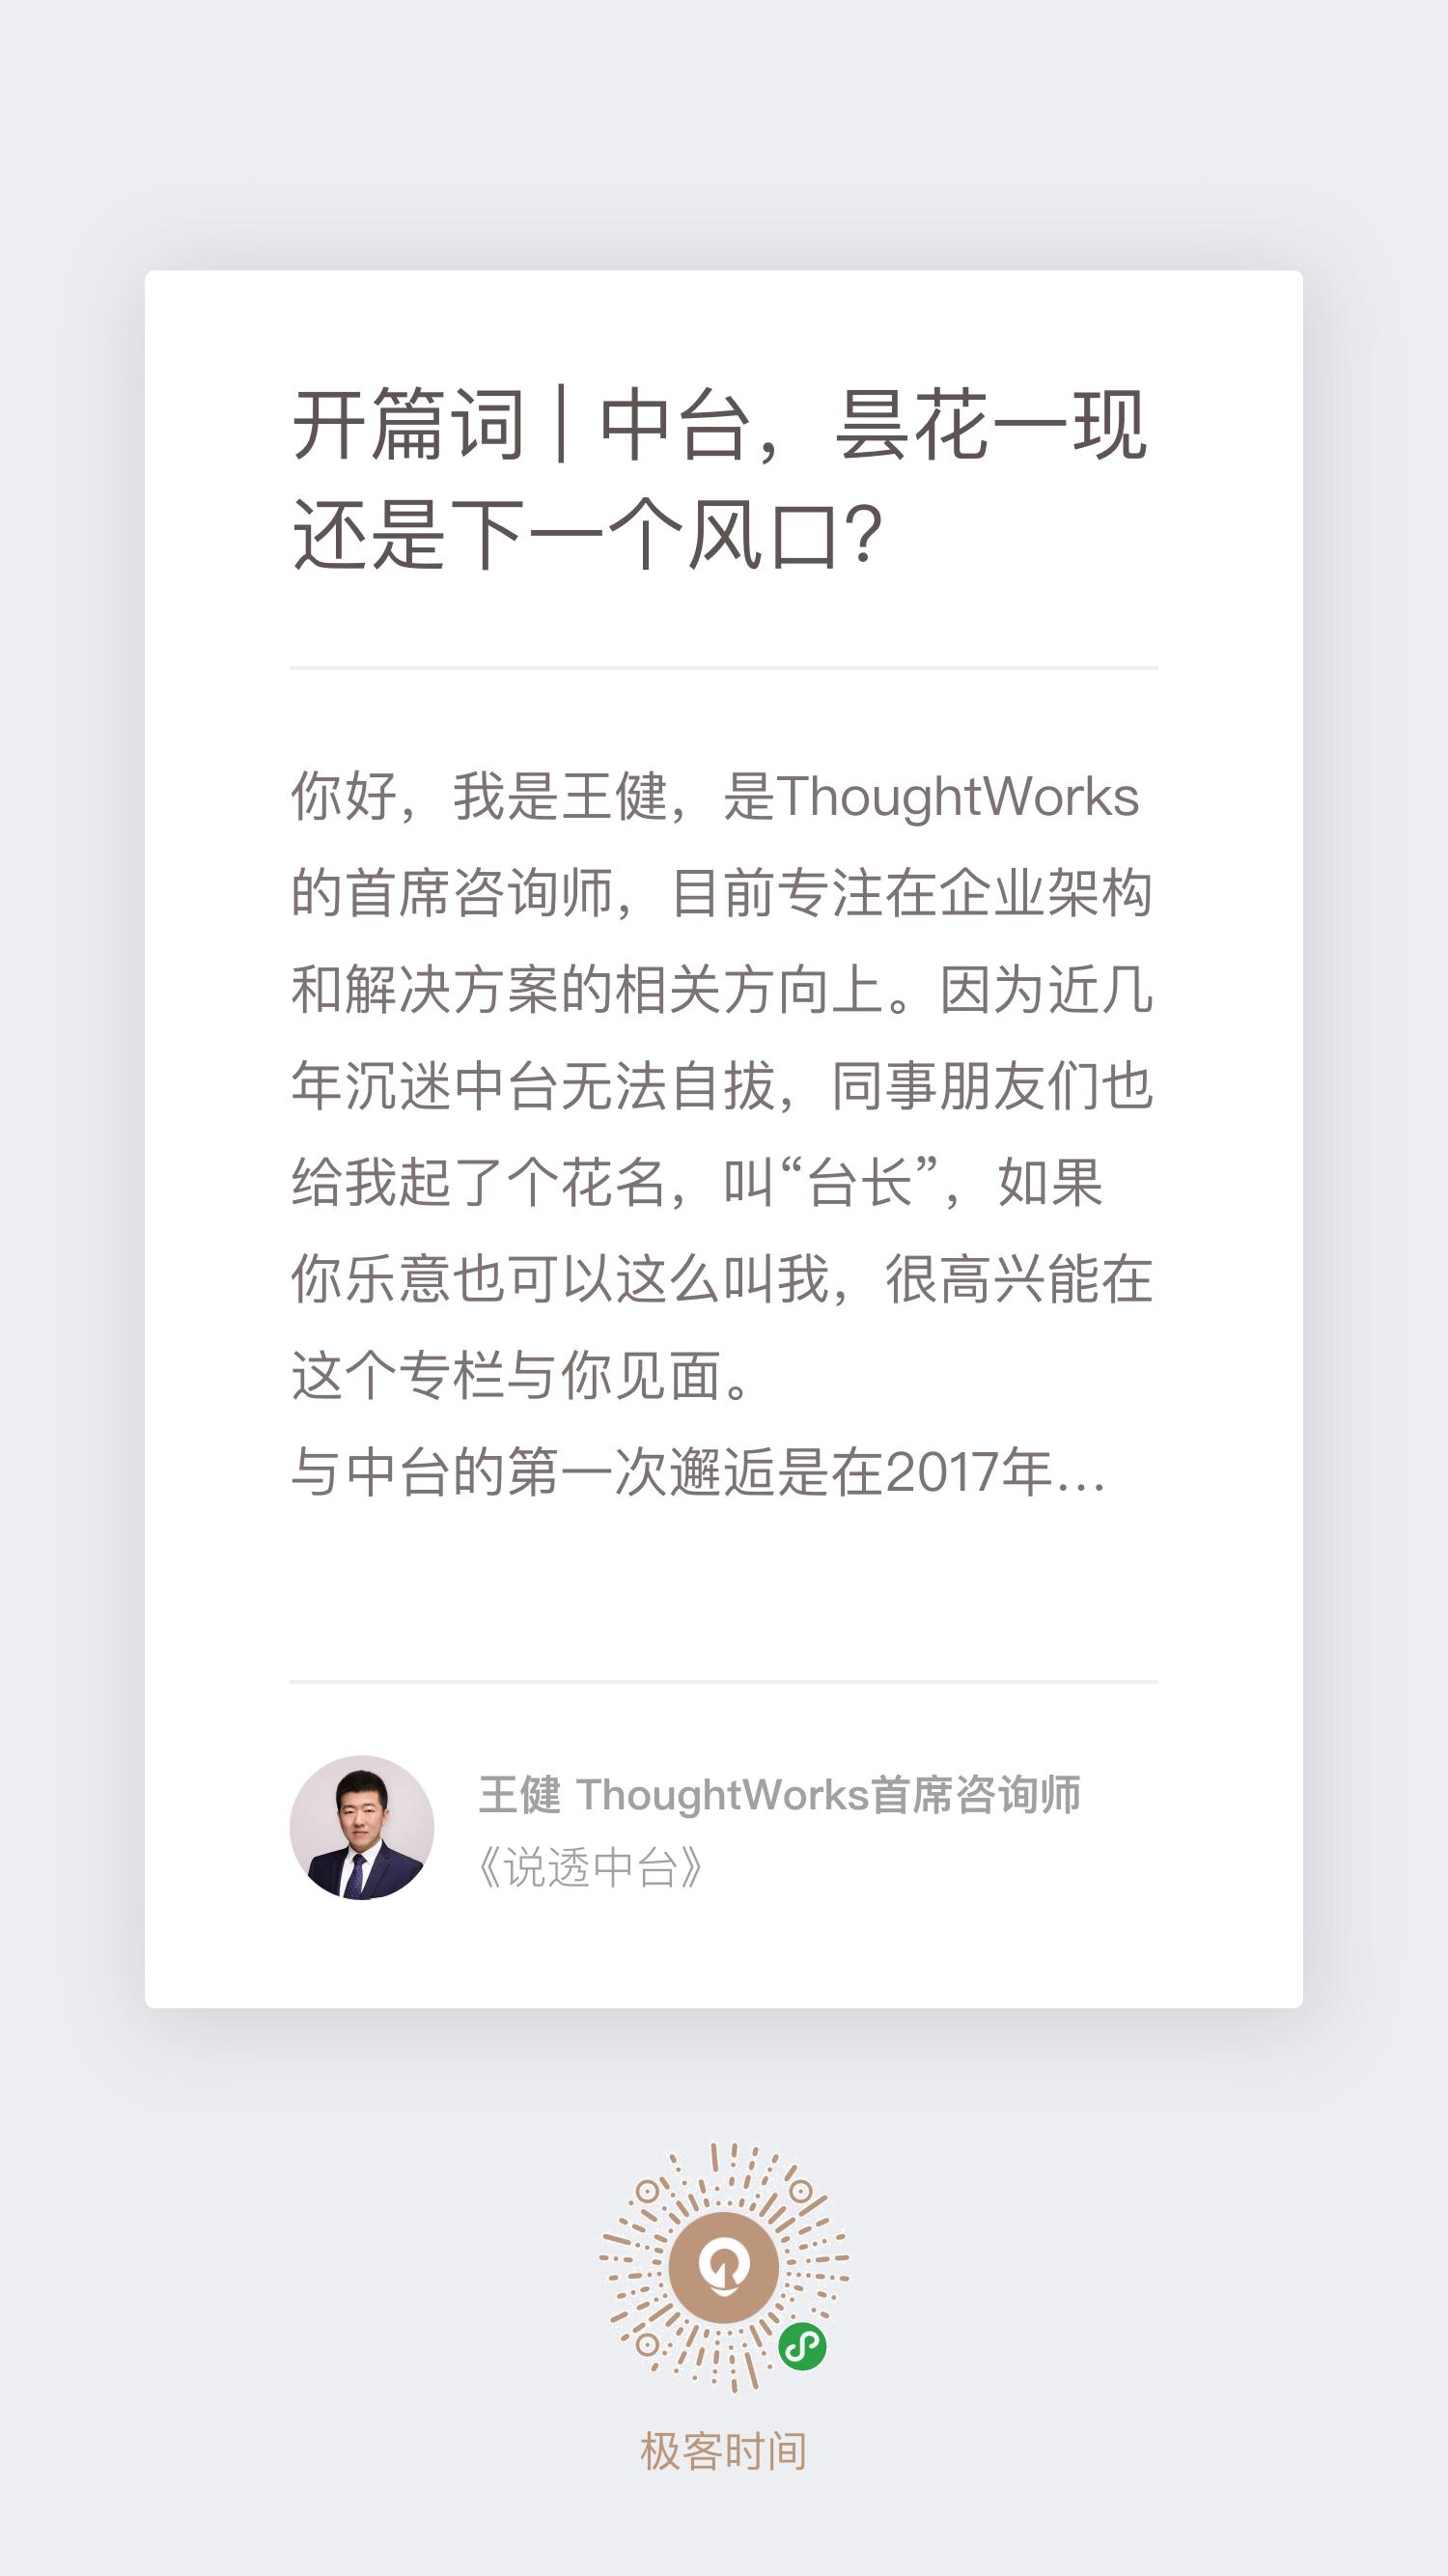 开篇词 | 中台，昙花一现
还是下一个风口？
你好，我是王健，是ThoughtWorks
的首席咨询师，目前专注在企业架构
和解决方案的相关方向上。因为近几
年沉迷中台无法自拔，同事朋友们也
给我起了个花名，叫“台长”，如果
你乐意也可以这么叫我，很高兴能在
这个专栏与你见面。
与中台的第一次邂逅是在2017年...
王健 ThoughtWorks首席咨询师
《说透中台》
极客时间